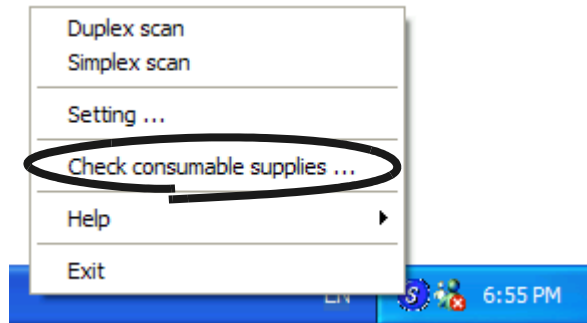 Duplex scan
Simplex scan
Setting ...
Check consumable supplies ...
Help
Exit
EN
S
6:55 PM